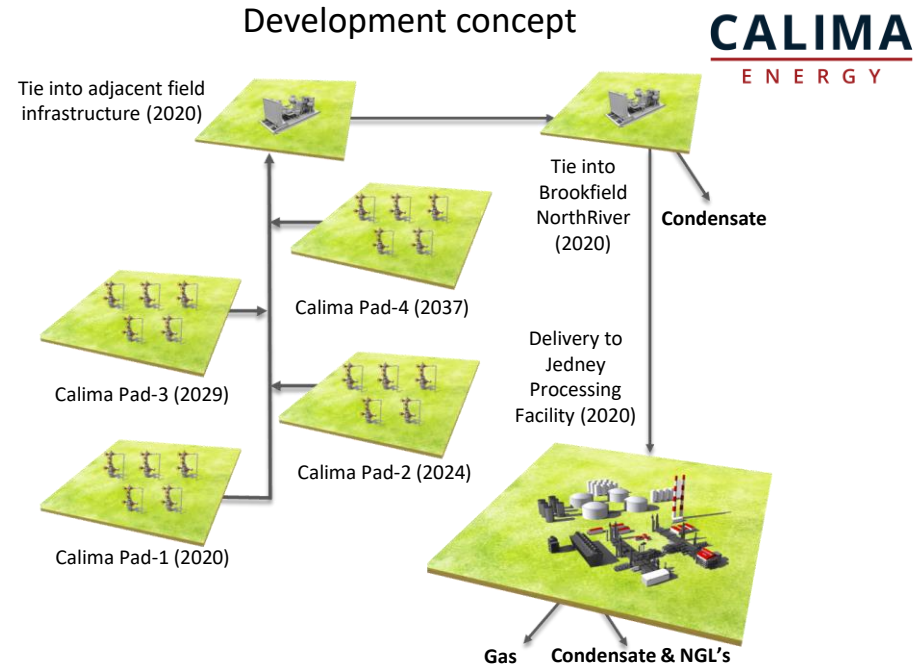 Development concept
CALIMA
ENERGY
Tie into adjacent field
infrastructure (2020)
Tie into
Brookfield
NorthRiver
(2020)
Condensate
Calima Pad-4 (2037)
Calima Pad-3 (2029)
Delivery to
Jedney
Processing
Facility (2020)
Calima Pad-2 (2024)
Calima Pad-1 (2020)
Gas
Condensate & NGL's